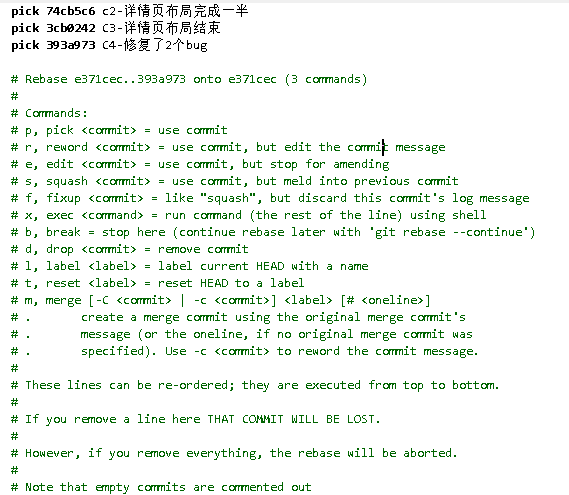 pick 74cb5c6 c2-详情页布局完成一半
pick 3cb0242 C3-详情页布局结束
pick 393a973 C4-修复了2个bug
# Rebase e371cec..393a973 onto e371cec (3 commands)
#
# Commands:
# p, pick <commit> = use commit
# r, reword <commit> = use commit, but edit the commit message
# e, edit <commit> = use commit, but stop for amending
# s, squash <commit> = use commit, but meld into previous commit
# f, fixup <commit> = like "squash", but discard this commit's log message
# x, exec <command> = run command (the rest of the line) using shell
# b, break = stop here (continue rebase later with 'git rebase --continue')
# d, drop <commit> = remove commit
# l, label <label> = label current HEAD with a name
# t, reset <label> = reset HEAD to a label
# m, merge [-C <commit> | -c <commit>] <label> [# <oneline>]
# .       create a merge commit using the original merge commit's
# .       message (or the oneline, if no original merge commit was
# .       specified). Use -c <commit> to reword the commit message.
#
# These lines can be re-ordered; they are executed from top to bottom.
#
# If you remove a line here THAT COMMIT WILL BE LOST.
#
# However, if you remove everything, the rebase will be aborted.
#
# Note that empty commits are commented out